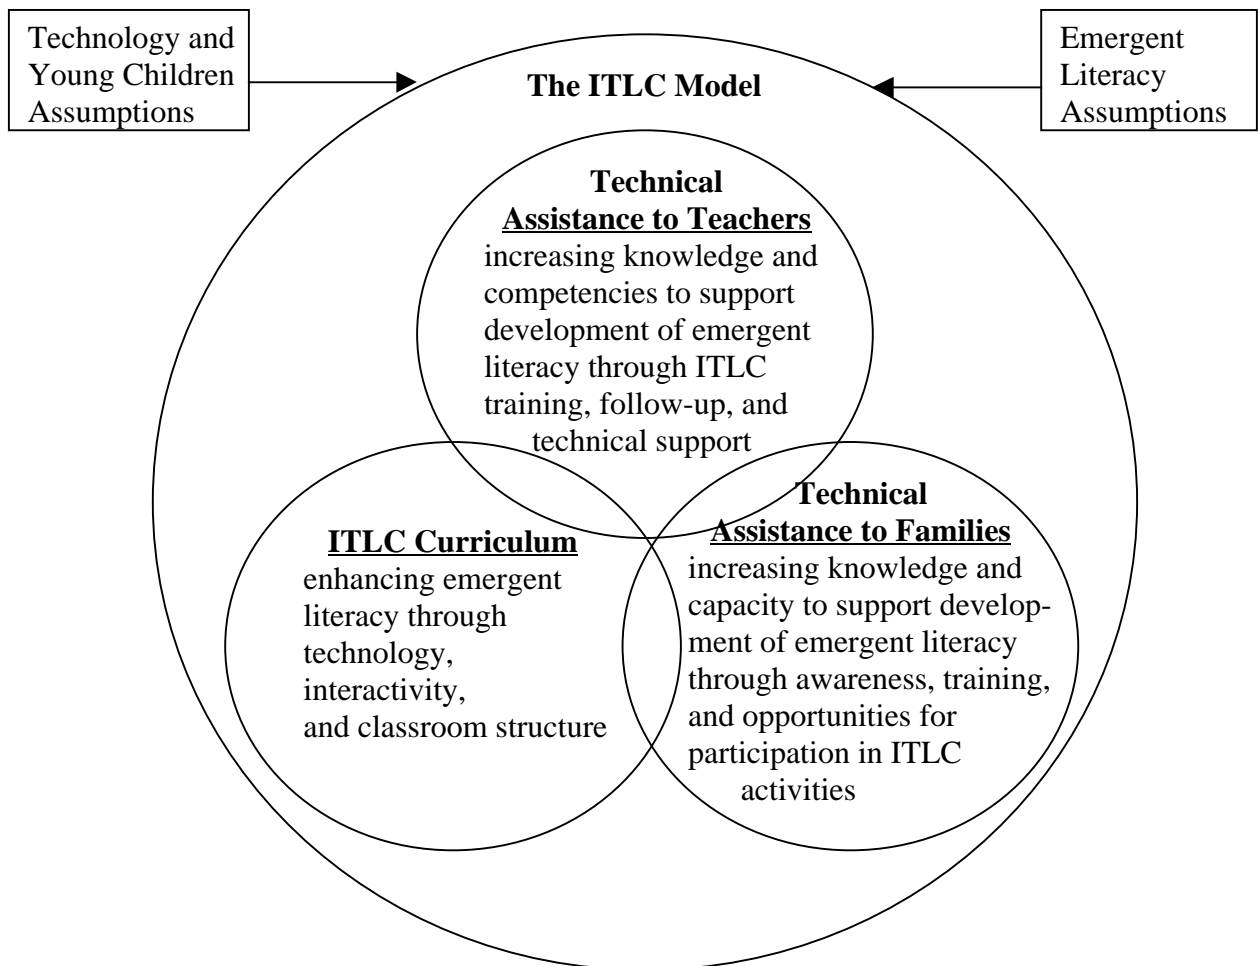 Technology and
Young Children
Assumptions
Emergent
Literacy
Assumptions
The ITLC Model
Technical
Assistance to Teachers
increasing knowledge and
competencies to support
development of emergent
literacy through ITLC
training, follow-up, and
technical support
ITLC Curriculum
enhancing emergent
literacy through
technology,
interactivity,
and classroom structure
Technical
Assistance to Families
increasing knowledge and
capacity to support develop-
ment of emergent literacy
through awareness, training,
and opportunities for
participation in ITLC
activities